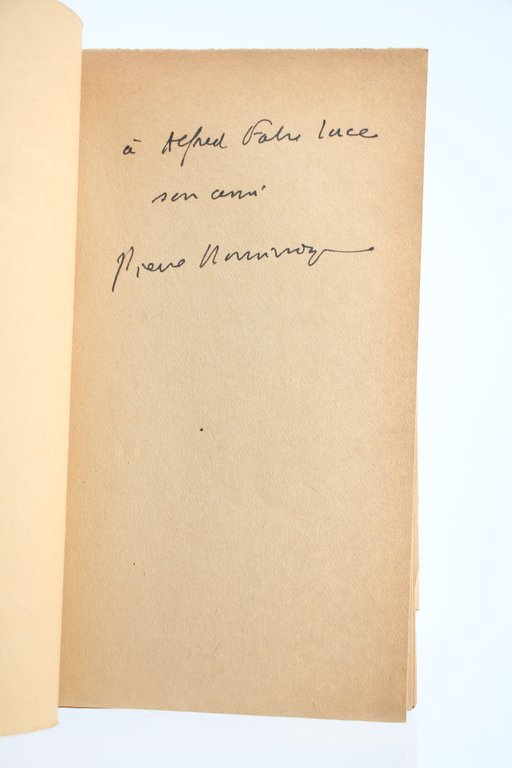 à Alfred Fabre Luce
son ami
Pierre